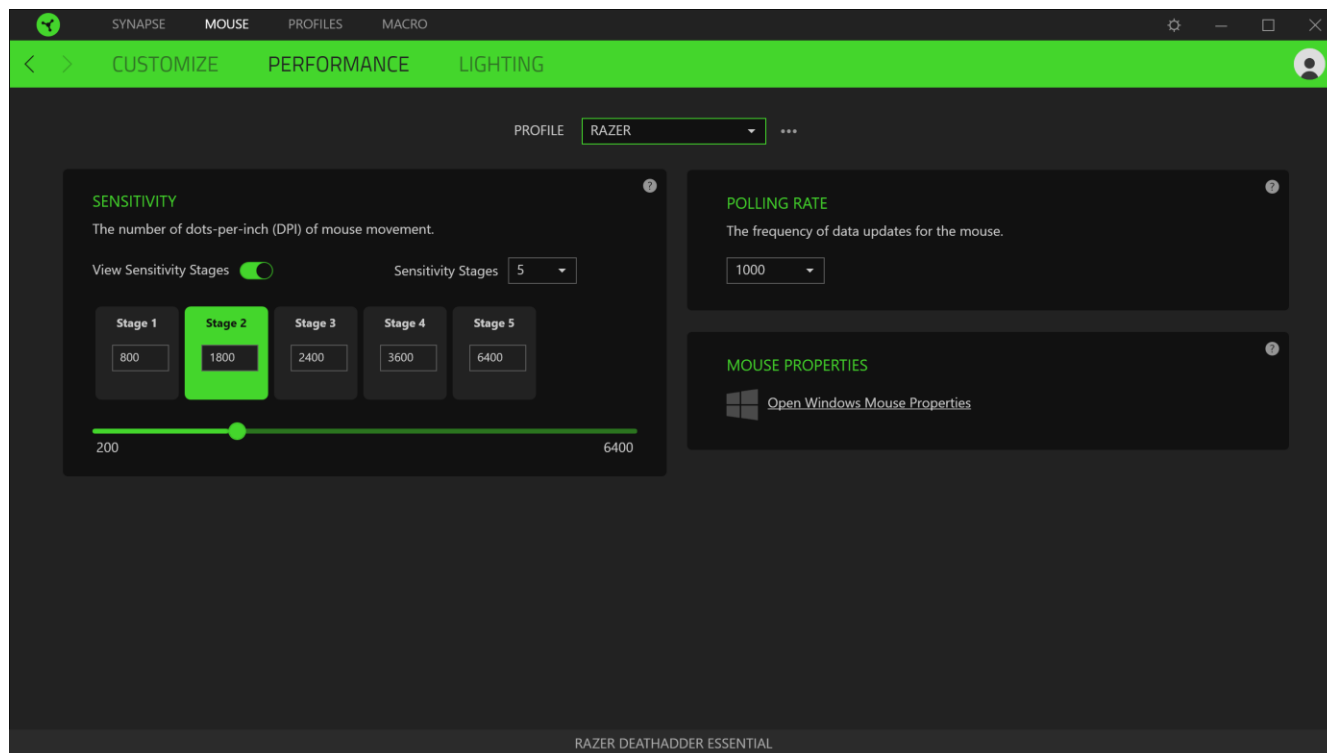 SYNAPSE MOUSE PROFILES MACRO
CUSTOMIZE PERFORMANCE LIGHTING
PROFILE RAZER
SENSITIVITY
The number of dots-per-inch (DPI) of mouse movement.
View Sensitivity Stages Sensitivity Stages 5
Stage 1 Stage 2 Stage 3 Stage 4 Stage 5
800 1800 2400 3600 6400
200 6400
POLLING RATE
The frequency of data updates for the mouse.
1000
MOUSE PROPERTIES
Open Windows Mouse Properties
RAZER DEATHADDER ESSENTIAL